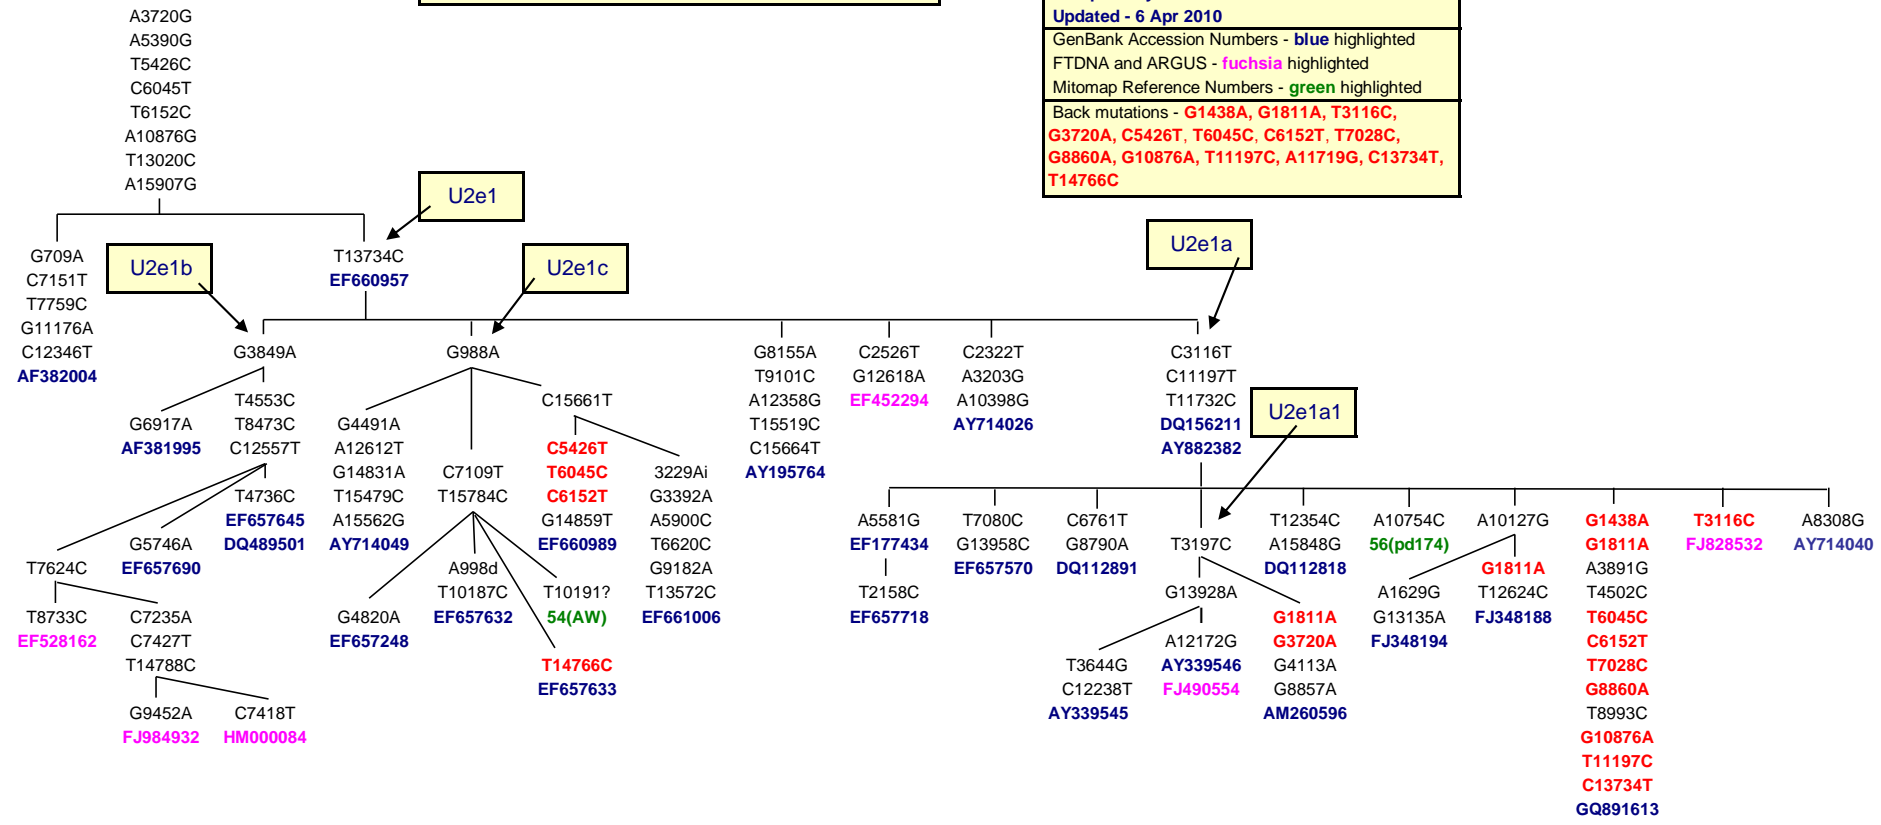 A3720G
A5390G
T5426C
C6045T
T6152C
A10876G
T13020C
A15907G
Updated - 6 Apr 2010
GenBank Accession Numbers - blue highlighted
FTDNA and ARGUS - fuchsia highlighted
Mitomap Reference Numbers - green highlighted
Back mutations - G1438A, G1811A, T3116C,
G3720A, C5426T, T6045C, C6152T, T7028C,
G8860A, G10876A, T11197C, A11719G, C13734T,
T14766C
U2e1
U2e1b
U2e1c
U2e1a
U2e1a1
G709A
C7151T
T7759C
G11176A
C12346T
AF382004
T13734C
EF660957
G3849A
G6917A
AF381995
T4553C
T8473C
C12557T
T4736C
EF657645
DQ489501
G5746A
EF657690
T7624C
T8733C
EF528162
C7235A
C7427T
T14788C
G9452A
FJ984932
C7418T
HM000084
G988A
G4491A
A12612T
G14831A
T15479C
A15562G
AY714049
C7109T
T15784C
G4820A
EF657248
A998d
T10187C
EF657632
T10191?
54(AW)
T14766C
EF657633
C15661T
C5426T
T6045C
C6152T
G14859T
EF660989
3229Ai
G3392A
A5900C
T6620C
G9182A
T13572C
EF661006
G8155A
T9101C
A12358G
T15519C
C15664T
AY195764
C2526T
G12618A
EF452294
C2322T
A3203G
A10398G
AY714026
C3116T
C11197T
T11732C
DQ156211
AY882382
A5581G
EF177434
T2158C
EF657718
T7080C
G13958C
EF657570
C6761T
G8790A
DQ112891
T3197C
G13928A
T3644G
C12238T
AY339545
A12172G
AY339546
FJ490554
G1811A
G3720A
G4113A
G8857A
AM260596
T12354C
A15848G
DQ112818
A10754C
56(pd174)
A10127G
A1629G
G13135A
FJ348194
G1811A
T12624C
FJ348188
G1438A
G1811A
A3891G
T4502C
T6045C
C6152T
T7028C
G8860A
T8993C
G10876A
T11197C
C13734T
GQ891613
T3116C
FJ828532
A8308G
AY714040